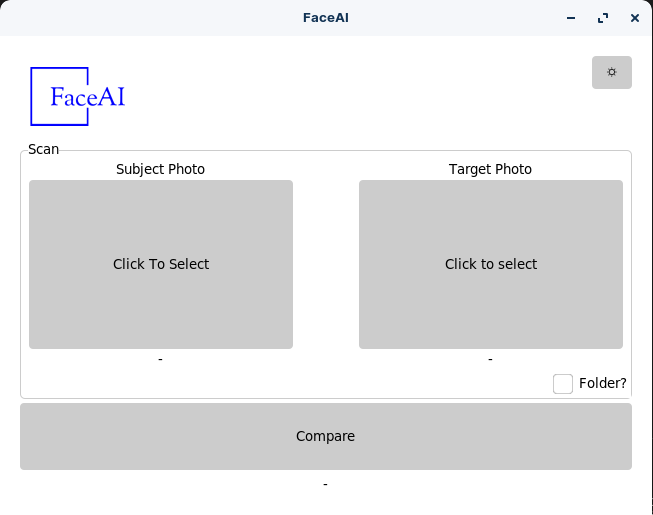 FaceAI
FaceAI
Scan
Subject Photo
Target Photo
Click To Select
Click to select
-
-
Folder?
Compare
-